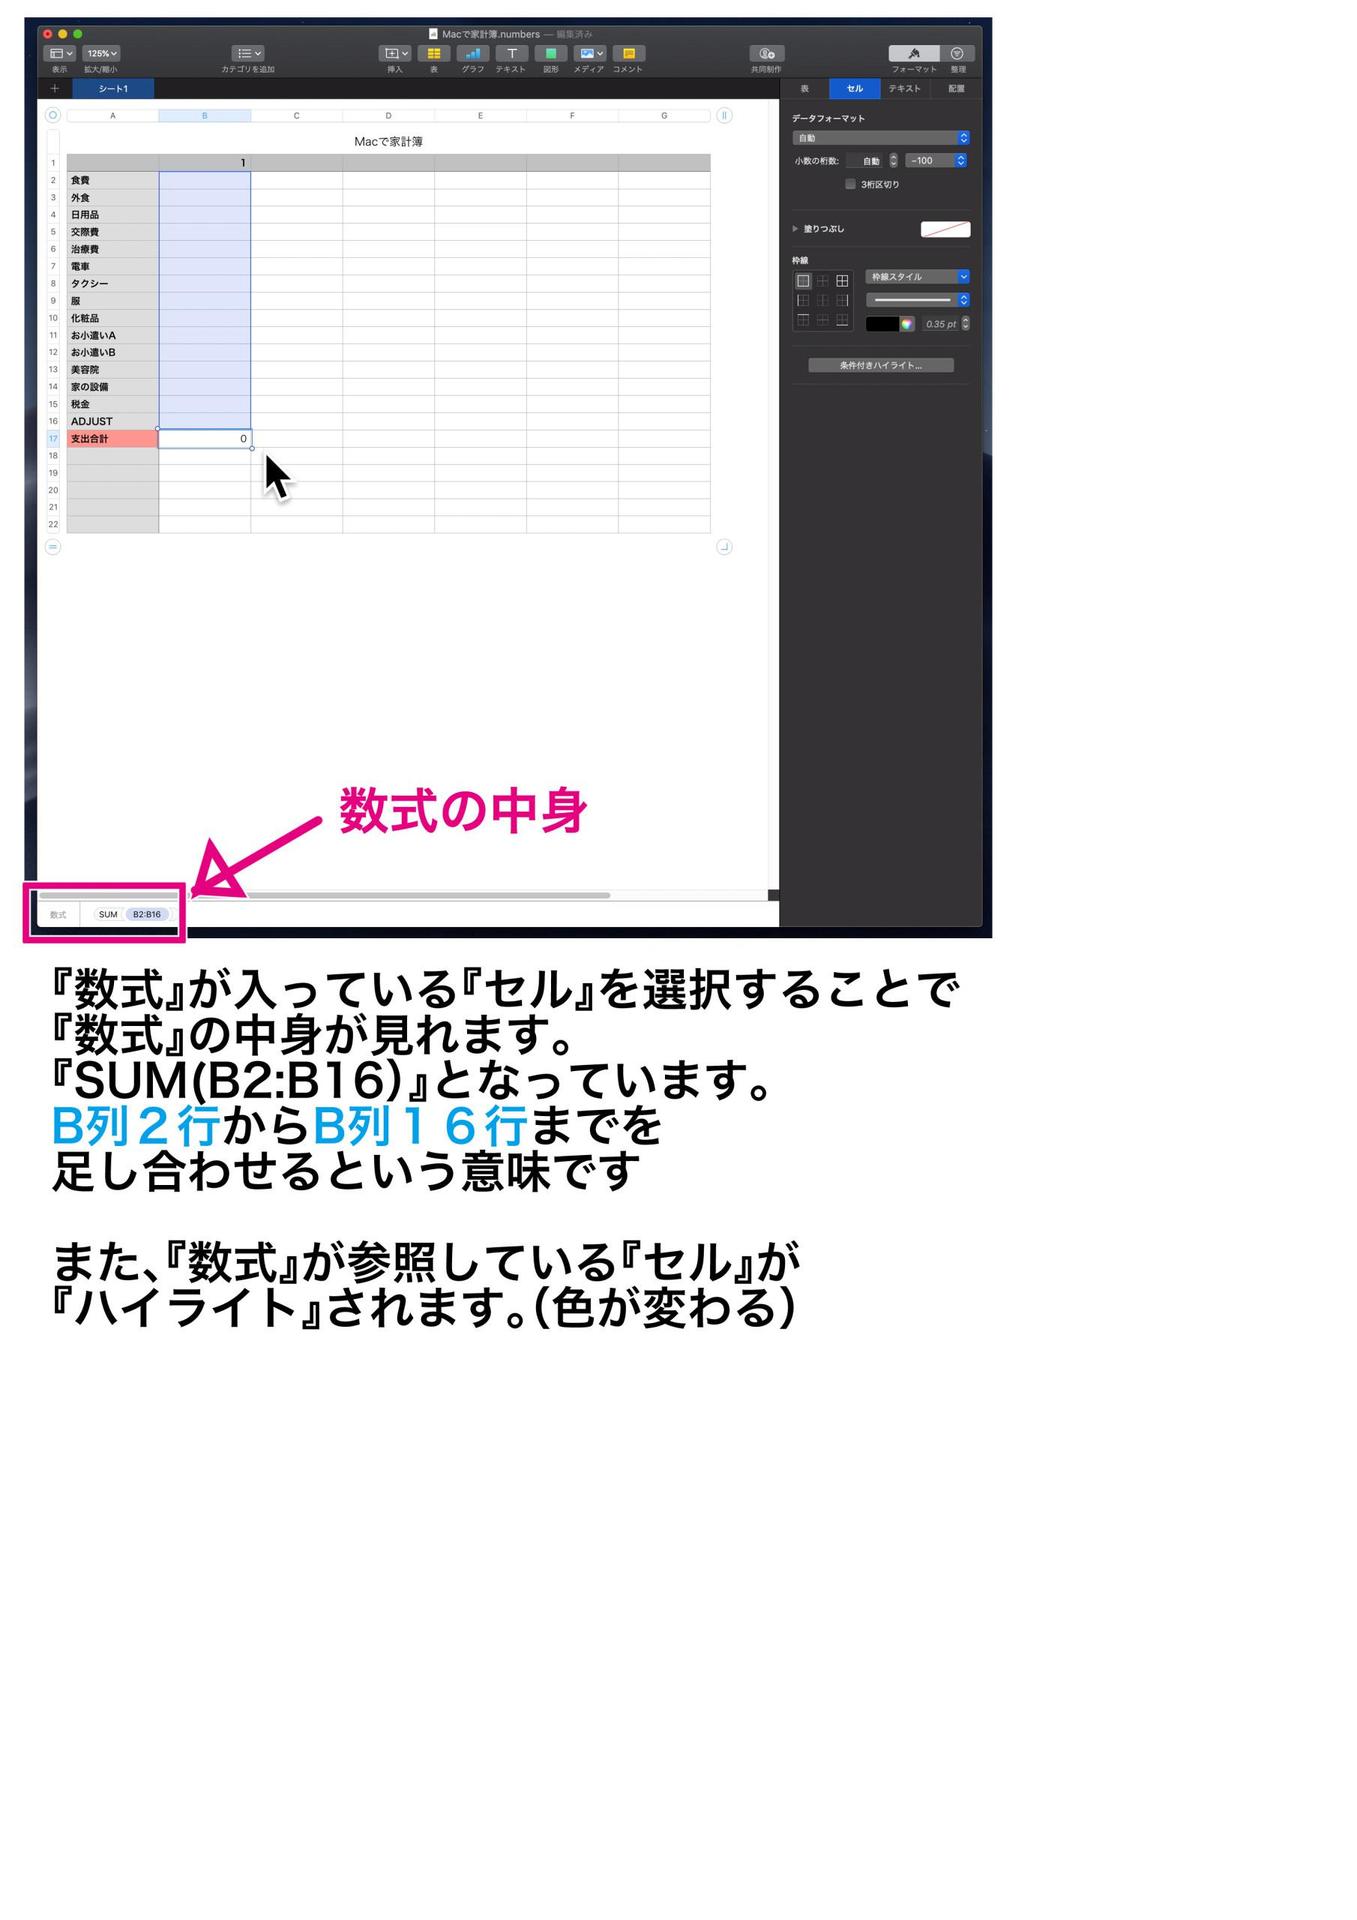 Macで家計簿.numbers — 編集済み
125%
表示 拡大/縮小 カテゴリを追加 挿入 表 グラフ テキスト 図形 メディア コメント 共同制作 フォーマット 整理
シート1
表 セル テキスト 配置
A B C D E F G
Macで家計簿
1 1
2 食費
3 外食
4 日用品
5 交際費
6 治療費
7 電車
8 タクシー
9 服
10 化粧品
11 お小遣いA
12 お小遣いB
13 美容院
14 家の設備
15 税金
16 ADJUST
17 支出合計 0
18
19
20
21
22
データフォーマット
自動
小数の桁数: 自動 -100
3桁区切り
塗りつぶし
枠線
枠線スタイル
0.35 pt
条件付きハイライト...
数式の中身
数式 SUM B2:B16
『数式』が入っている『セル』を選択することで
『数式』の中身が見れます。
『SUM(B2:B16）』となっています。
B列２行からB列１６行までを
足し合わせるという意味です
また、『数式』が参照している『セル』が
『ハイライト』されます。（色が変わる）